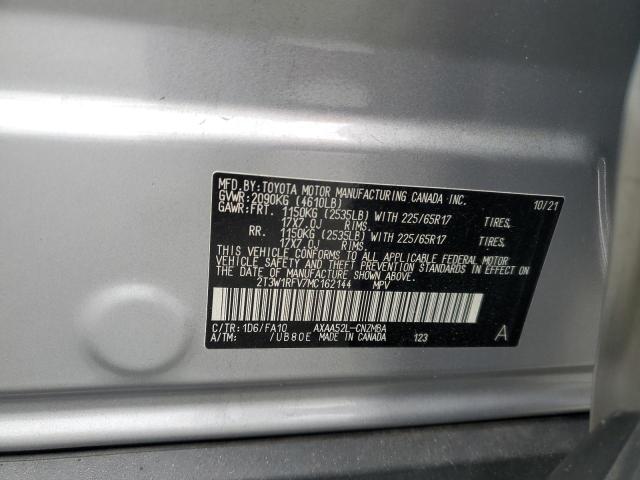 MFD.BY:TOYOTA MOTOR MANUFACTURING CANADA INC.
GVWR:2090KG (4610LB) 10/21
GAWR:FRT. 1150KG (2535LB) WITH 225/65R17 TIRES,
17X7.0J RIMS,
RR. 1150KG (2535LB) WITH 225/65R17 TIRES,
17X7.0J RIMS.
THIS VEHICLE CONFORMS TO ALL APPLICABLE FEDERAL MOTOR
VEHICLE SAFETY AND THEFT PREVENTION STANDARDS IN EFFECT
ON THE DATE OF MANUFACTURE SHOWN ABOVE.
2T3W1RFV7MC162144 MPV
C/TR:1D6/FA10 AXAA52L-CNZMBA
A/TM: /UB80E MADE IN CANADA 123 A